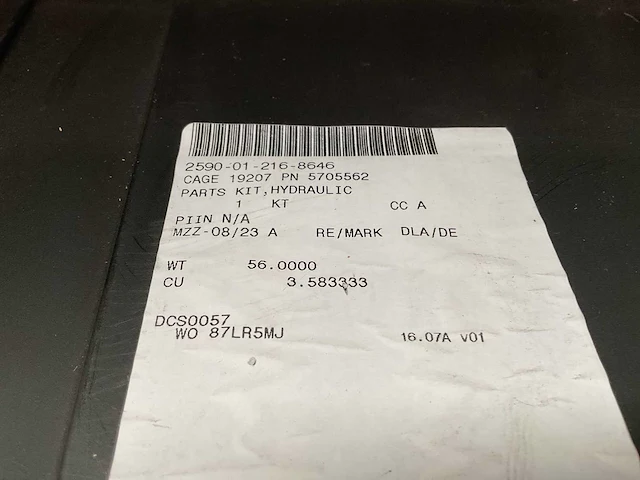 2590-01-216-8646
CAGE 19207 PN 5705562
PARTS KIT,HYDRAULIC
1 KT CC A
PIIN N/A
MZZ-08/23 A RE/MARK DLA/DE
WT 56.0000
CU 3.583333
DCS0057
WO 87LR5MJ 16.07A V01